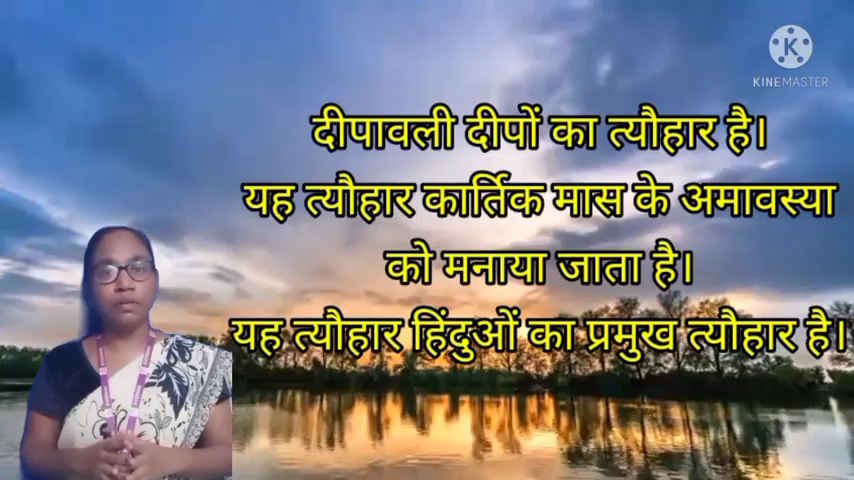 KINEMASTER
दीपावली दीपों का त्यौहार है।
यह त्यौहार कार्तिक मास के अमावस्या
को मनाया जाता है।
यह त्यौहार हिंदुओं का प्रमुख त्यौहार है।